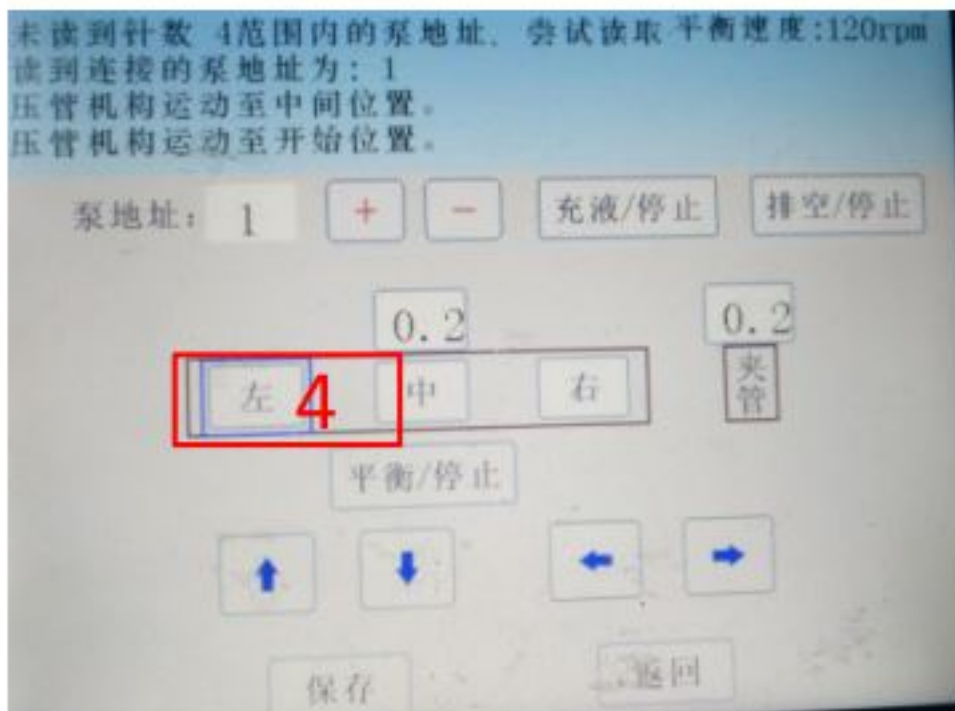 未读到针数 4范围内的泵地址、尝试读取 平衡速度:120rpm
读到连接的泵地址为: 1
压管机构运动至中间位置。
压管机构运动至开始位置。
泵地址: 1 + − 充液/停止 排空/停止
0.2 0.2
左 4 中 右 夹管
平衡/停止
保存 返回